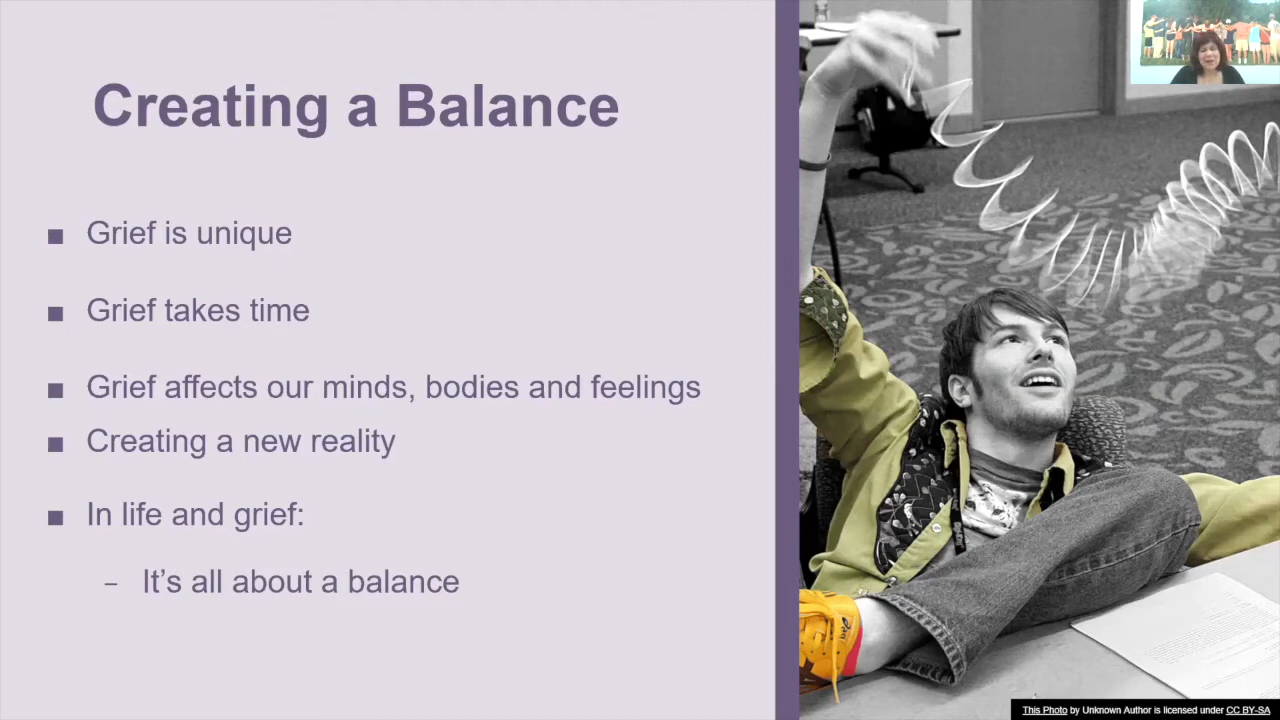 Creating a Balance
■ Grief is unique
■ Grief takes time
■ Grief affects our minds, bodies and feelings
■ Creating a new reality
■ In life and grief:
– It’s all about a balance
This Photo by Unknown Author is licensed under CC BY-SA